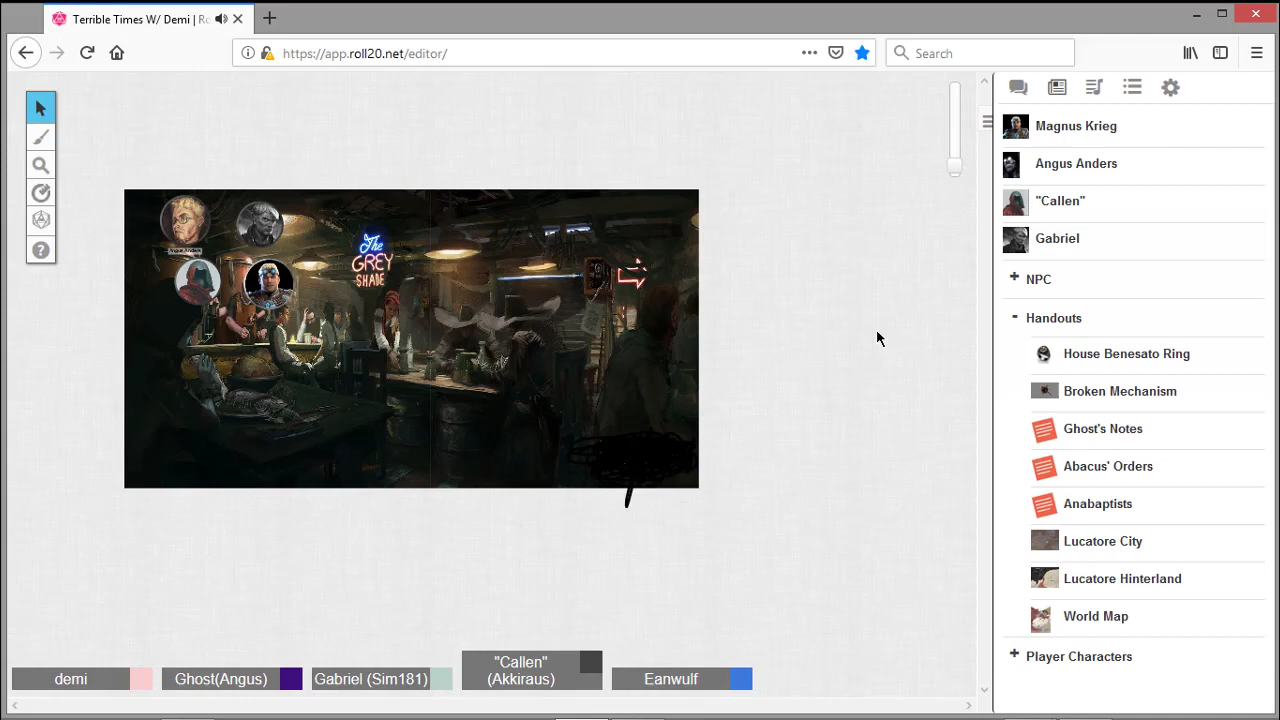 Terrible Times W/ Demi | Ro
https://app.roll20.net/editor/
Search
Magnus Krieg
Angus Anders
"Callen"
Gabriel
NPC
Handouts
House Benesato Ring
Broken Mechanism
Ghost's Notes
Abacus' Orders
Anabaptists
Lucatore City
Lucatore Hinterland
World Map
Player Characters
Angus Anders
The
GREY
SHADE
demi
Ghost(Angus)
Gabriel (Sim181)
"Callen"
(Akkiraus)
Eanwulf